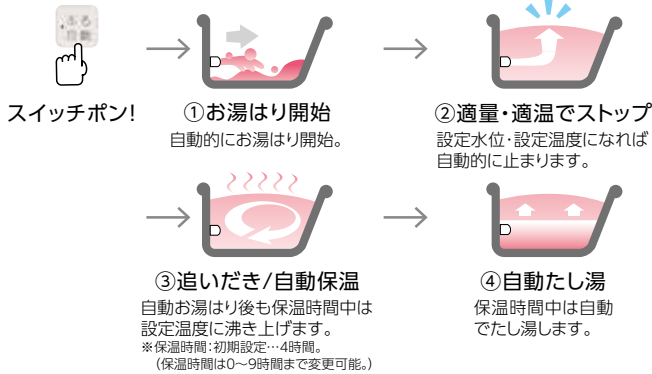 ふろ
自動
スイッチポン!
①お湯はり開始
自動的にお湯はり開始。
②適量・適温でストップ
設定水位・設定温度になれば
自動的に止まります。
③追いだき/自動保温
自動お湯はり後も保温時間中は
設定温度に沸き上げます。
※保温時間:初期設定…4時間。
(保温時間は0〜9時間まで変更可能。)
④自動たし湯
保温時間中は自動
でたし湯します。